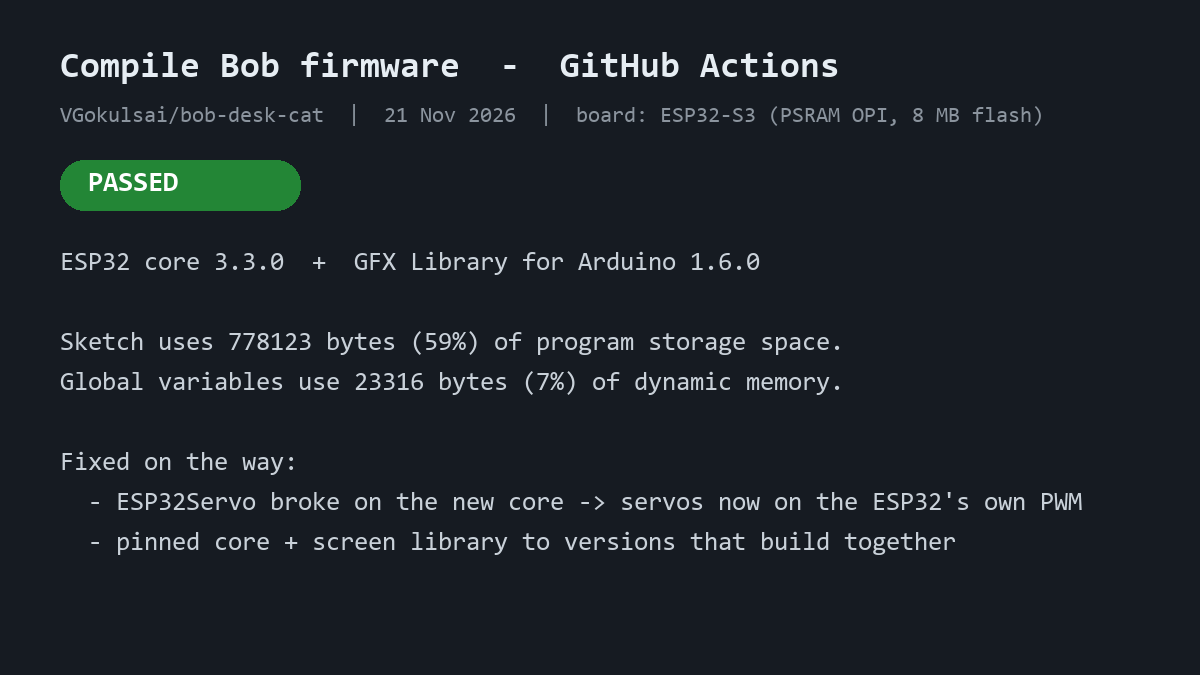 Compile Bob firmware - GitHub Actions
VGokulsai/bob-desk-cat | 21 Nov 2026 | board: ESP32-S3 (PSRAM OPI, 8 MB flash)
PASSED
ESP32 core 3.3.0 + GFX Library for Arduino 1.6.0
Sketch uses 778123 bytes (59%) of program storage space.
Global variables use 23316 bytes (7%) of dynamic memory.
Fixed on the way:
- ESP32Servo broke on the new core -> servos now on the ESP32's own PWM
- pinned core + screen library to versions that build together